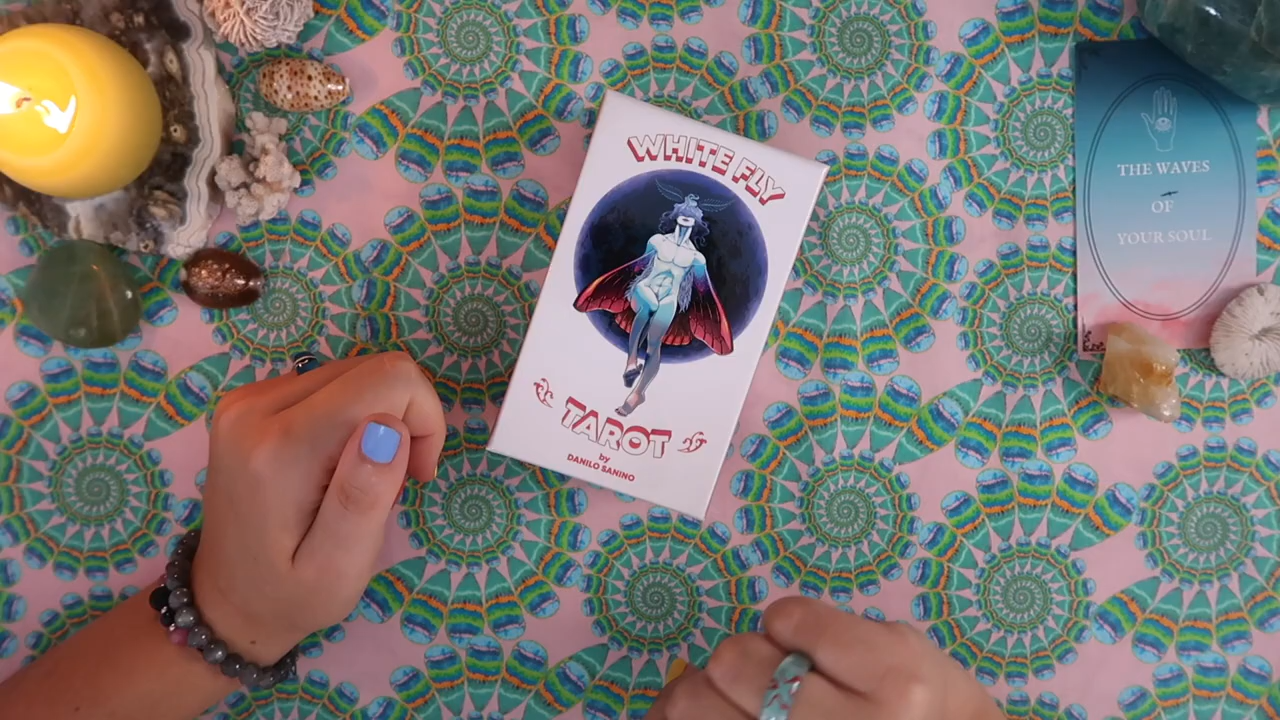 WHITE FLY
TAROT
by
DANILO SANINO
THE WAVES
OF
YOUR SOUL